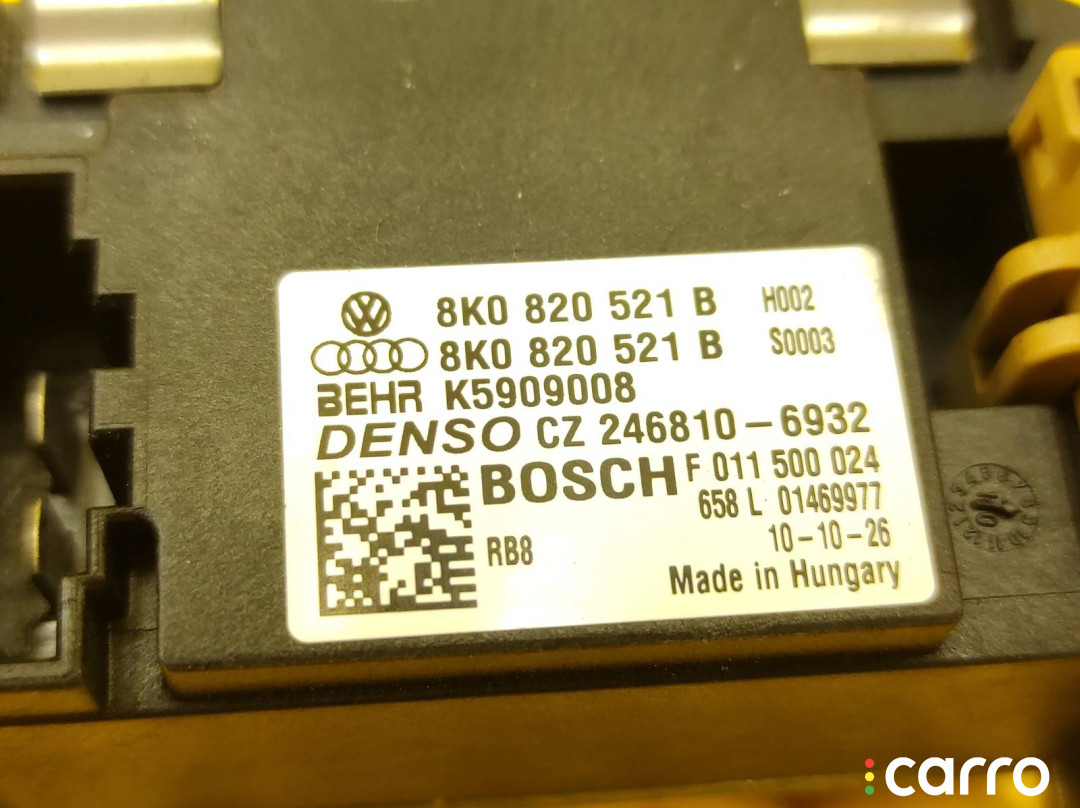 8K0 820 521 B H002
8K0 820 521 B S0003
BEHR K5909008
DENSO CZ 246810-6932
BOSCH F 011 500 024
658 L 01469977
RB8 10-10-26
Made in Hungary
carro